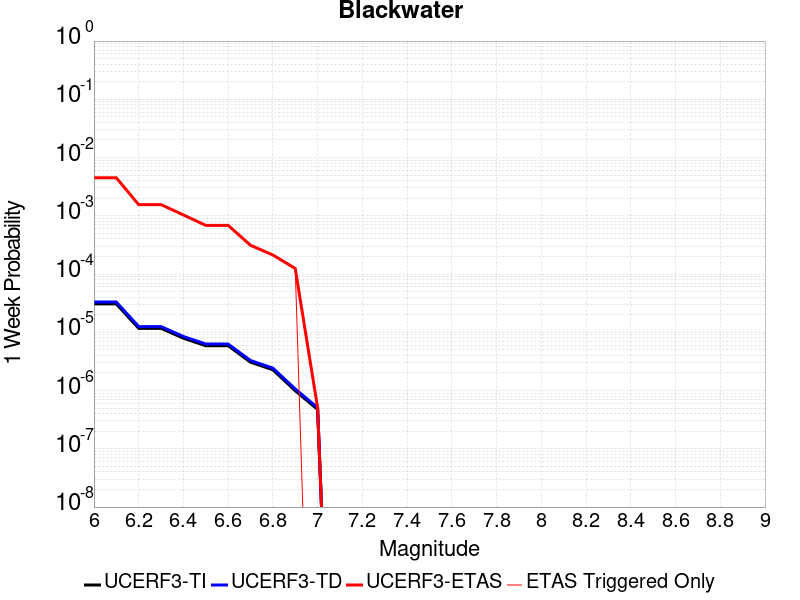 Blackwater
10^0
10^-1
10^-2
10^-3
10^-4
10^-5
10^-6
10^-7
10^-8
1 Week Probability
6 6.2 6.4 6.6 6.8 7 7.2 7.4 7.6 7.8 8 8.2 8.4 8.6 8.8 9
Magnitude
UCERF3-TI UCERF3-TD UCERF3-ETAS ETAS Triggered Only